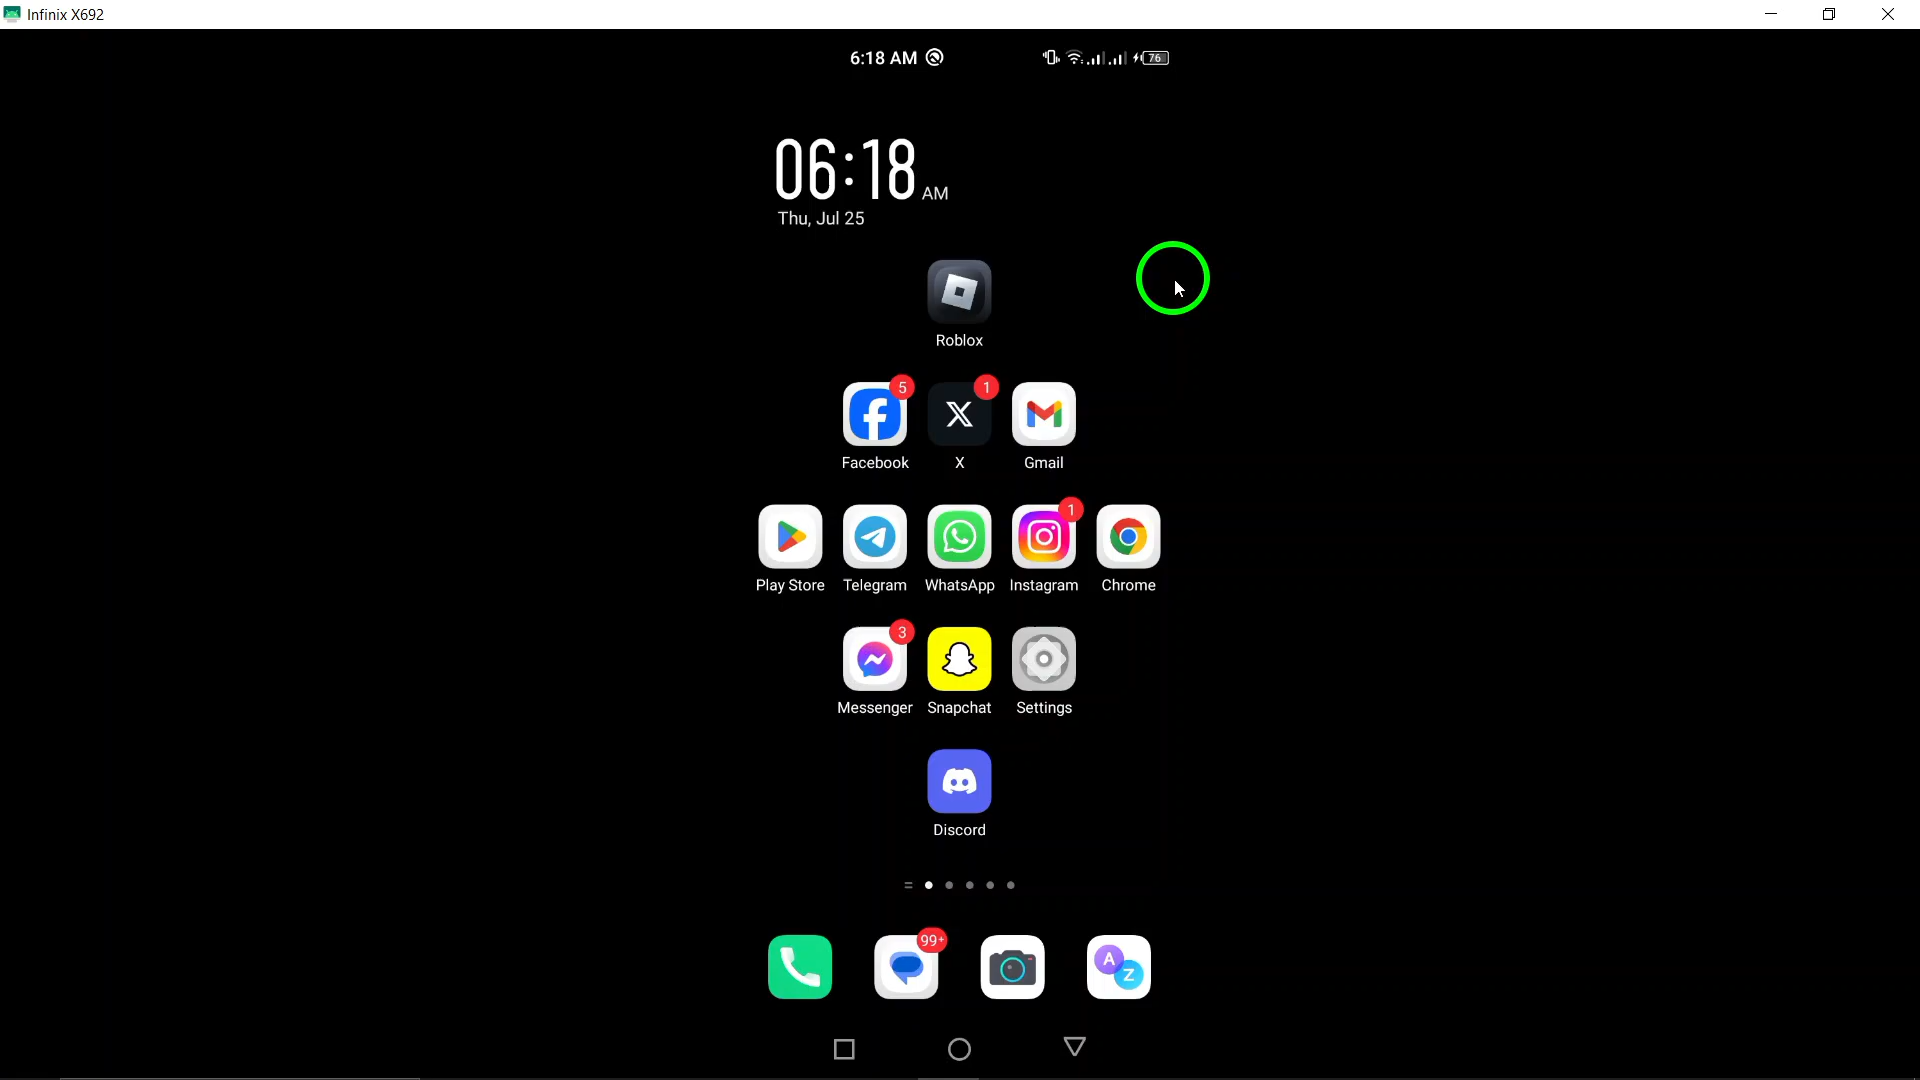 Infinix X692
6:18 AM
76
06:18 AM
Thu, Jul 25
Roblox
5
1
Facebook
X
Gmail
1
Play Store
Telegram
WhatsApp
Instagram
Chrome
3
Messenger
Snapchat
Settings
Discord
99+
A
Z